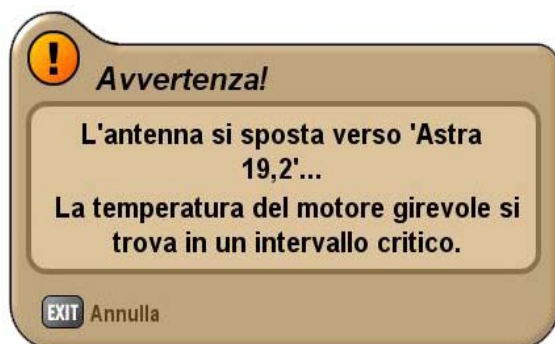 !
Avvertenza!
L'antenna si sposta verso 'Astra
19,2'...
La temperatura del motore girevole si
trova in un intervallo critico.
EXIT Annulla